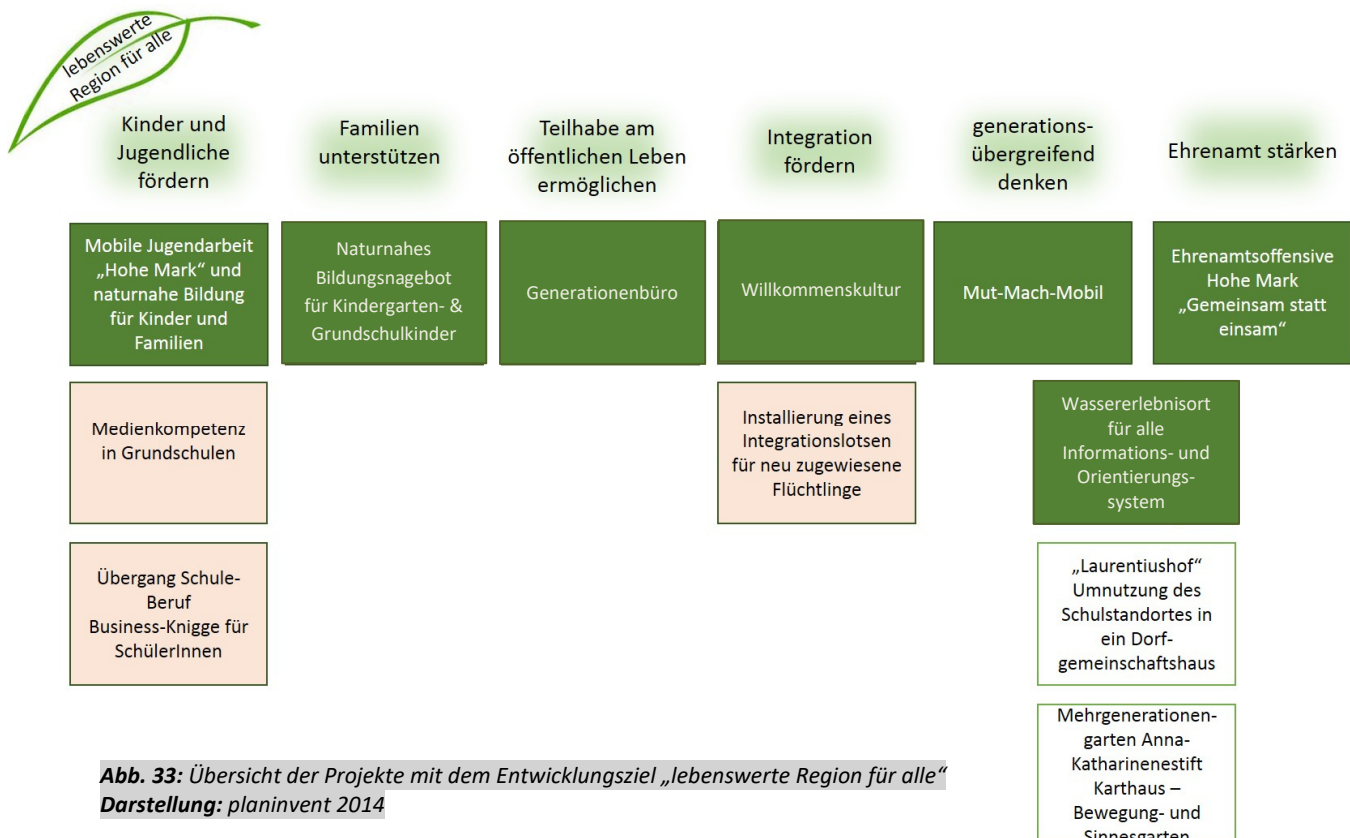 lebenswerte
Region für alle
Kinder und
Jugendliche
fördern
Familien
unterstützen
Teilhabe am
öffentlichen Leben
ermöglichen
Integration
fördern
generations-
übergreifend
denken
Ehrenamt stärken
Mobile Jugendarbeit
„Hohe Mark“ und
naturnahe Bildung
für Kinder und
Familien
Naturnahes
Bildungsnagebot
für Kindergarten- &
Grundschulkinder
Generationenbüro
Willkommenskultur
Mut-Mach-Mobil
Ehrenamtsoffensive
Hohe Mark
„Gemeinsam statt
einsam“
Medienkompetenz
in Grundschulen
Installierung eines
Integrationslotsen
für neu zugewiesene
Flüchtlinge
Wassererlebnisort
für alle
Informations- und
Orientierungs-
system
Übergang Schule-
Beruf
Business-Knigge für
SchülerInnen
„Laurentiushof“
Umnutzung des
Schulstandortes in
ein Dorf-
gemeinschaftshaus
Mehrgenerationen-
garten Anna-
Katharinenestift
Karthaus –
Bewegung- und
Sinnesgarten
Abb. 33: Übersicht der Projekte mit dem Entwicklungsziel „lebenswerte Region für alle“
Darstellung: planinvent 2014